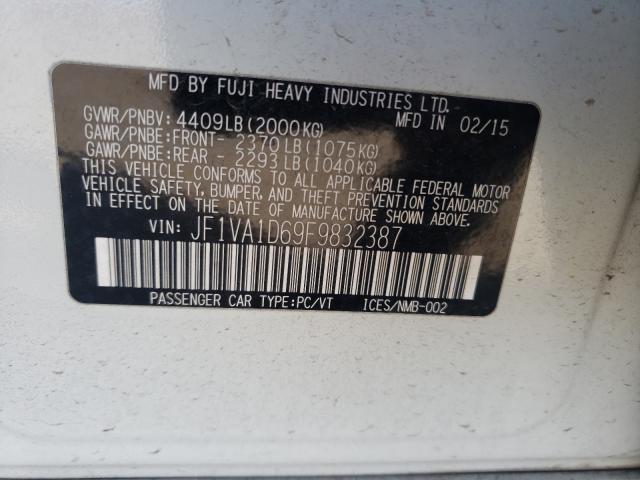 MFD BY FUJI HEAVY INDUSTRIES LTD.
GVWR/PNBV: 4409LB(2000KG) MFD IN 02/15
GAWR/PNBE:FRONT- 2370LB(1075KG)
GAWR/PNBE:REAR - 2293LB(1040KG)
THIS VEHICLE CONFORMS TO ALL APPLICABLE FEDERAL MOTOR
VEHICLE SAFETY, BUMPER, AND THEFT PREVENTION STANDARDS
IN EFFECT ON THE DATE OF MANUFACTURE SHOWN ABOVE.
VIN: JF1VA1D69F9832387
PASSENGER CAR TYPE:PC/VT ICES/NMB-002